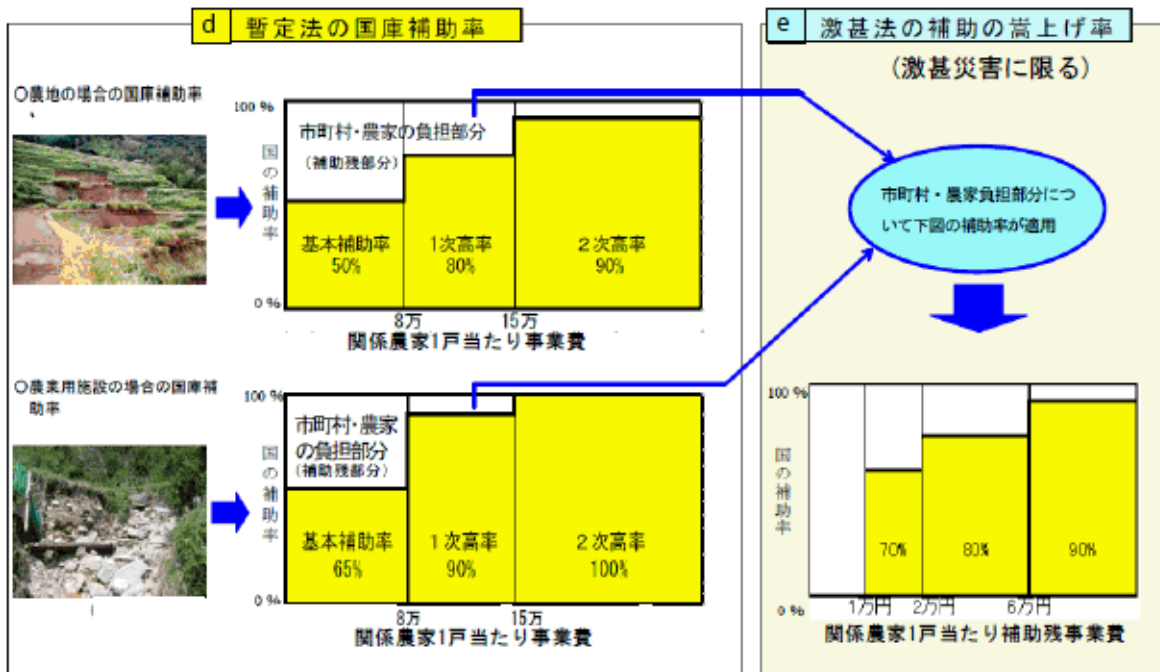 d 暫定法の国庫補助率
○農地の場合の国庫補助率
、
100 %
市町村・農家の負担部分
(補助残部分)
国の補助率
基本補助率
50%
1次高率
80%
2次高率
90%
0 %
8万
15万
関係農家1戸当たり事業費
○農業用施設の場合の国庫補
助率
100 %
市町村・農家
の負担部分
(補助残部分)
国の補助率
基本補助率
65%
1次高率
90%
2次高率
100%
0 %
8万
15万
関係農家1戸当たり事業費
e 激甚法の補助の嵩上げ率
(激甚災害に限る)
市町村・農家負担部分につ
いて下図の補助率が適用
100 %
国の補助率
70%
80%
90%
0 %
1万円
2万円
6万円
関係農家1戸当たり補助残事業費